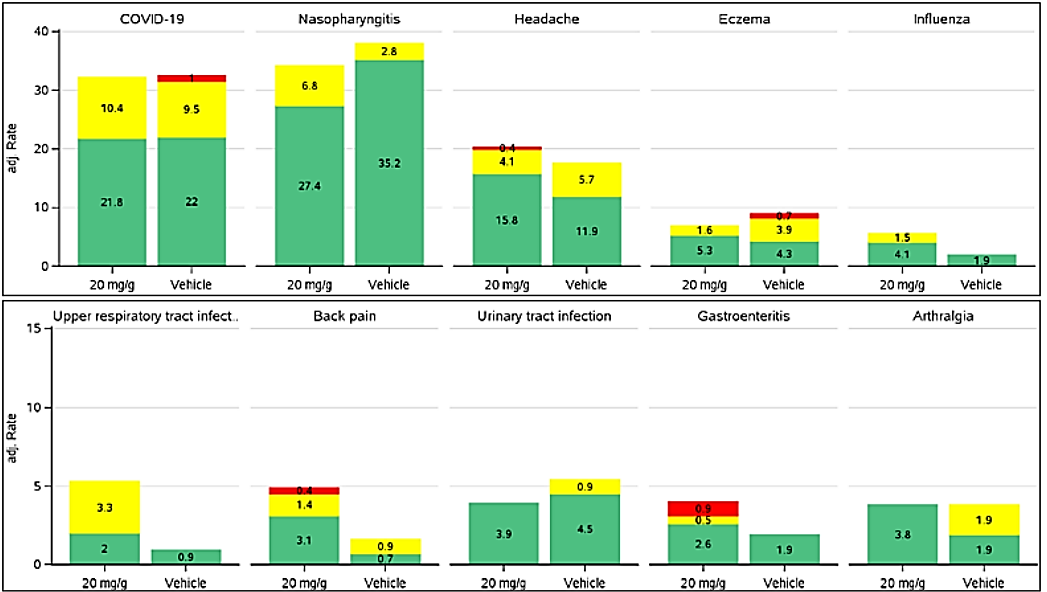 COVID-19 Nasopharyngitis Headache Eczema Influenza
adj. Rate
40
30
20
10
0
10.4 21.8
1 9.5 22
6.8 27.4
2.8 35.2
0.4 4.1 15.8
5.7 11.9
1.6 5.3
0.7 3.9 4.3
1.5 4.1
1.9
20 mg/g Vehicle 20 mg/g Vehicle 20 mg/g Vehicle 20 mg/g Vehicle 20 mg/g Vehicle
Upper respiratory tract infect.. Back pain Urinary tract infection Gastroenteritis Arthralgia
adj. Rate
15
10
5
0
3.3 2
0.9
0.4 1.4 3.1
0.9 0.7
3.9
0.9 4.5
0.9 0.5 2.6
1.9
3.8
1.9 1.9
20 mg/g Vehicle 20 mg/g Vehicle 20 mg/g Vehicle 20 mg/g Vehicle 20 mg/g Vehicle